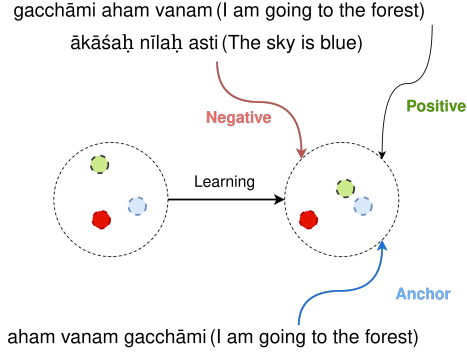 gacchāmi aham vanam (I am going to the forest)
ākāśaḥ nīlaḥ asti (The sky is blue)
Negative
Positive
Learning
Anchor
aham vanam gacchāmi (I am going to the forest)